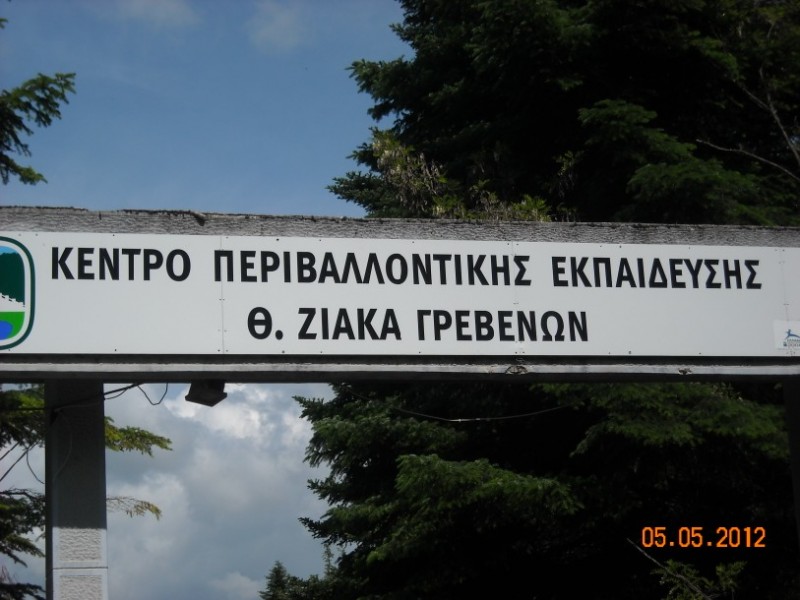 ΚΕΝΤΡΟ ΠΕΡΙΒΑΛΛΟΝΤΙΚΗΣ ΕΚΠΑΙΔΕΥΣΗΣ
Θ. ΖΙΑΚΑ ΓΡΕΒΕΝΩΝ
05.05.2012